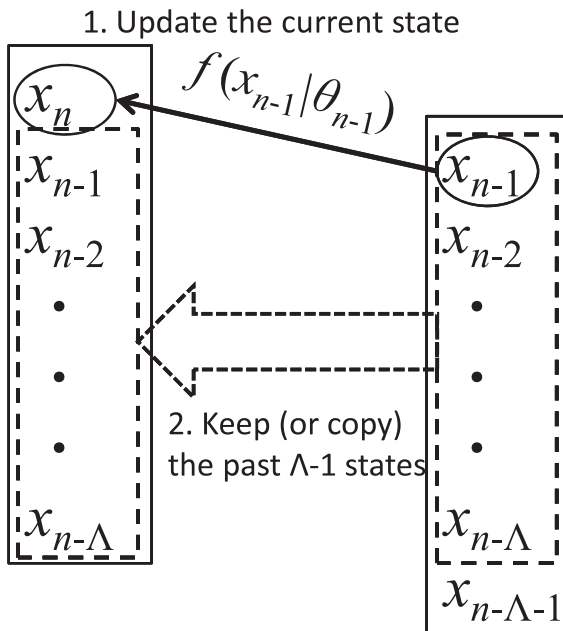 1. Update the current state
f(x_{n-1}|θ_{n-1})
x_n
x_{n-1}
x_{n-2}
x_{n-Λ}
x_{n-1}
x_{n-2}
x_{n-Λ}
x_{n-Λ-1}
2. Keep (or copy)
the past Λ-1 states